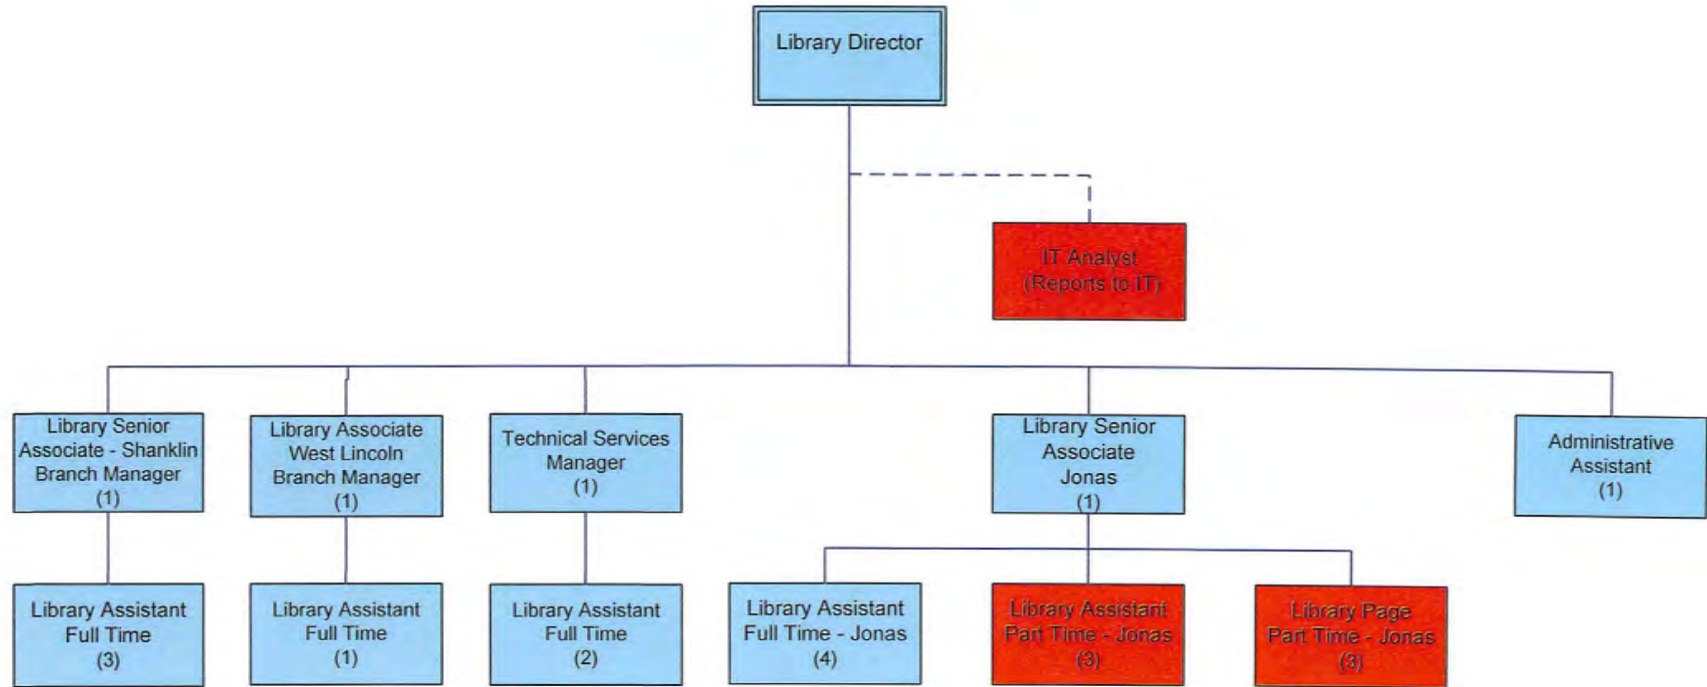 Library Director
IT Analyst
(Reports to IT)
Library Senior
Associate - Shanklin
Branch Manager
(1)
Library Associate
West Lincoln
Branch Manager
(1)
Technical Services
Manager
(1)
Library Senior
Associate
Jonas
(1)
Administrative
Assistant
(1)
Library Assistant
Full Time
(3)
Library Assistant
Full Time
(1)
Library Assistant
Full Time
(2)
Library Assistant
Full Time - Jonas
(4)
Library Assistant
Part Time - Jonas
(3)
Library Page
Part Time - Jonas
(3)